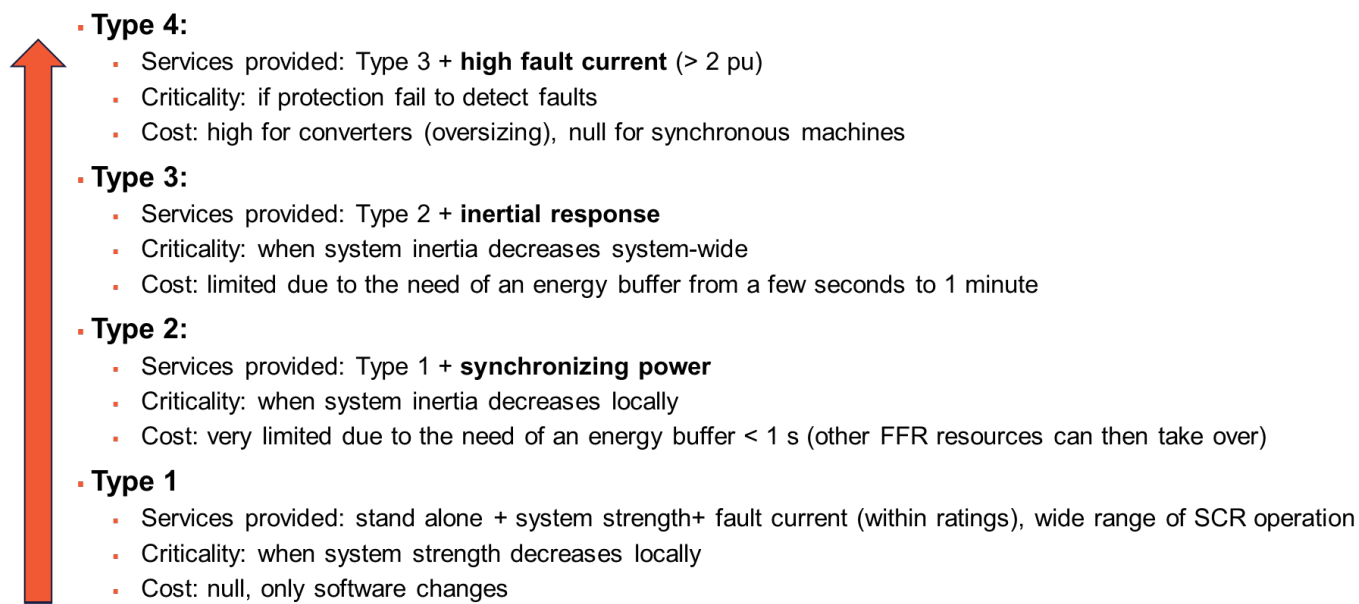 Type 4:
Services provided: Type 3 + high fault current (> 2 pu)
Criticality: if protection fail to detect faults
Cost: high for converters (oversizing), null for synchronous machines
Type 3:
Services provided: Type 2 + inertial response
Criticality: when system inertia decreases system-wide
Cost: limited due to the need of an energy buffer from a few seconds to 1 minute
Type 2:
Services provided: Type 1 + synchronizing power
Criticality: when system inertia decreases locally
Cost: very limited due to the need of an energy buffer < 1 s (other FFR resources can then take over)
Type 1
Services provided: stand alone + system strength+ fault current (within ratings), wide range of SCR operation
Criticality: when system strength decreases locally
Cost: null, only software changes